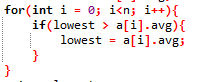 for(int i = 0; i<n; i++){
if(lowest > a[i].avg){
lowest = a[i].avg;
}
}